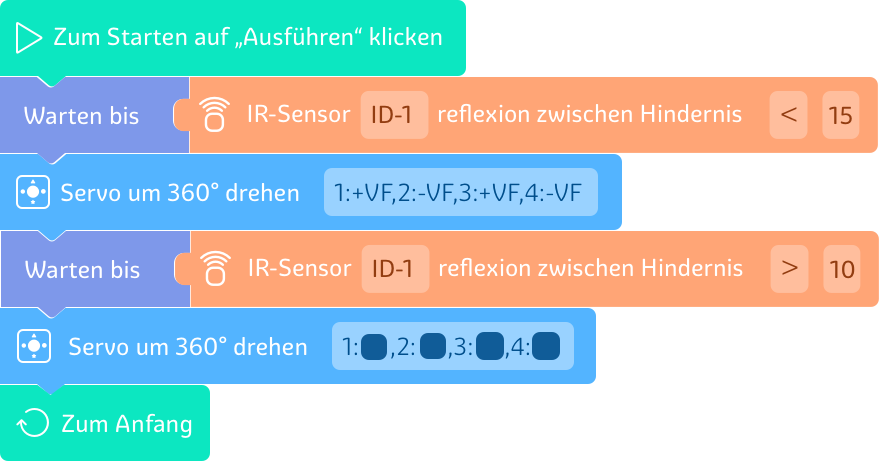 Zum Starten auf „Ausführen“ klicken
Warten bis IR-Sensor ID-1 reflexion zwischen Hindernis < 15
Servo um 360° drehen 1:+VF,2:-VF,3:+VF,4:-VF
Warten bis IR-Sensor ID-1 reflexion zwischen Hindernis > 10
Servo um 360° drehen 1: ,2: ,3: ,4:
Zum Anfang